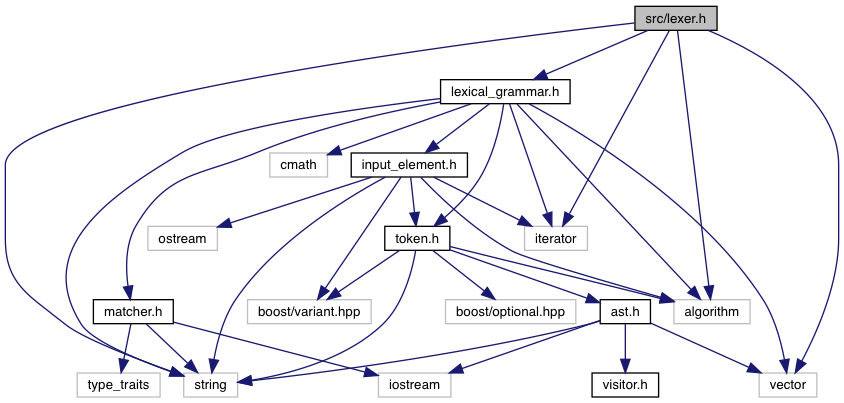 src/lexer.h
lexical_grammar.h
cmath
input_element.h
ostream
token.h
iterator
matcher.h
boost/variant.hpp
boost/optional.hpp
ast.h
algorithm
type_traits
string
iostream
visitor.h
vector